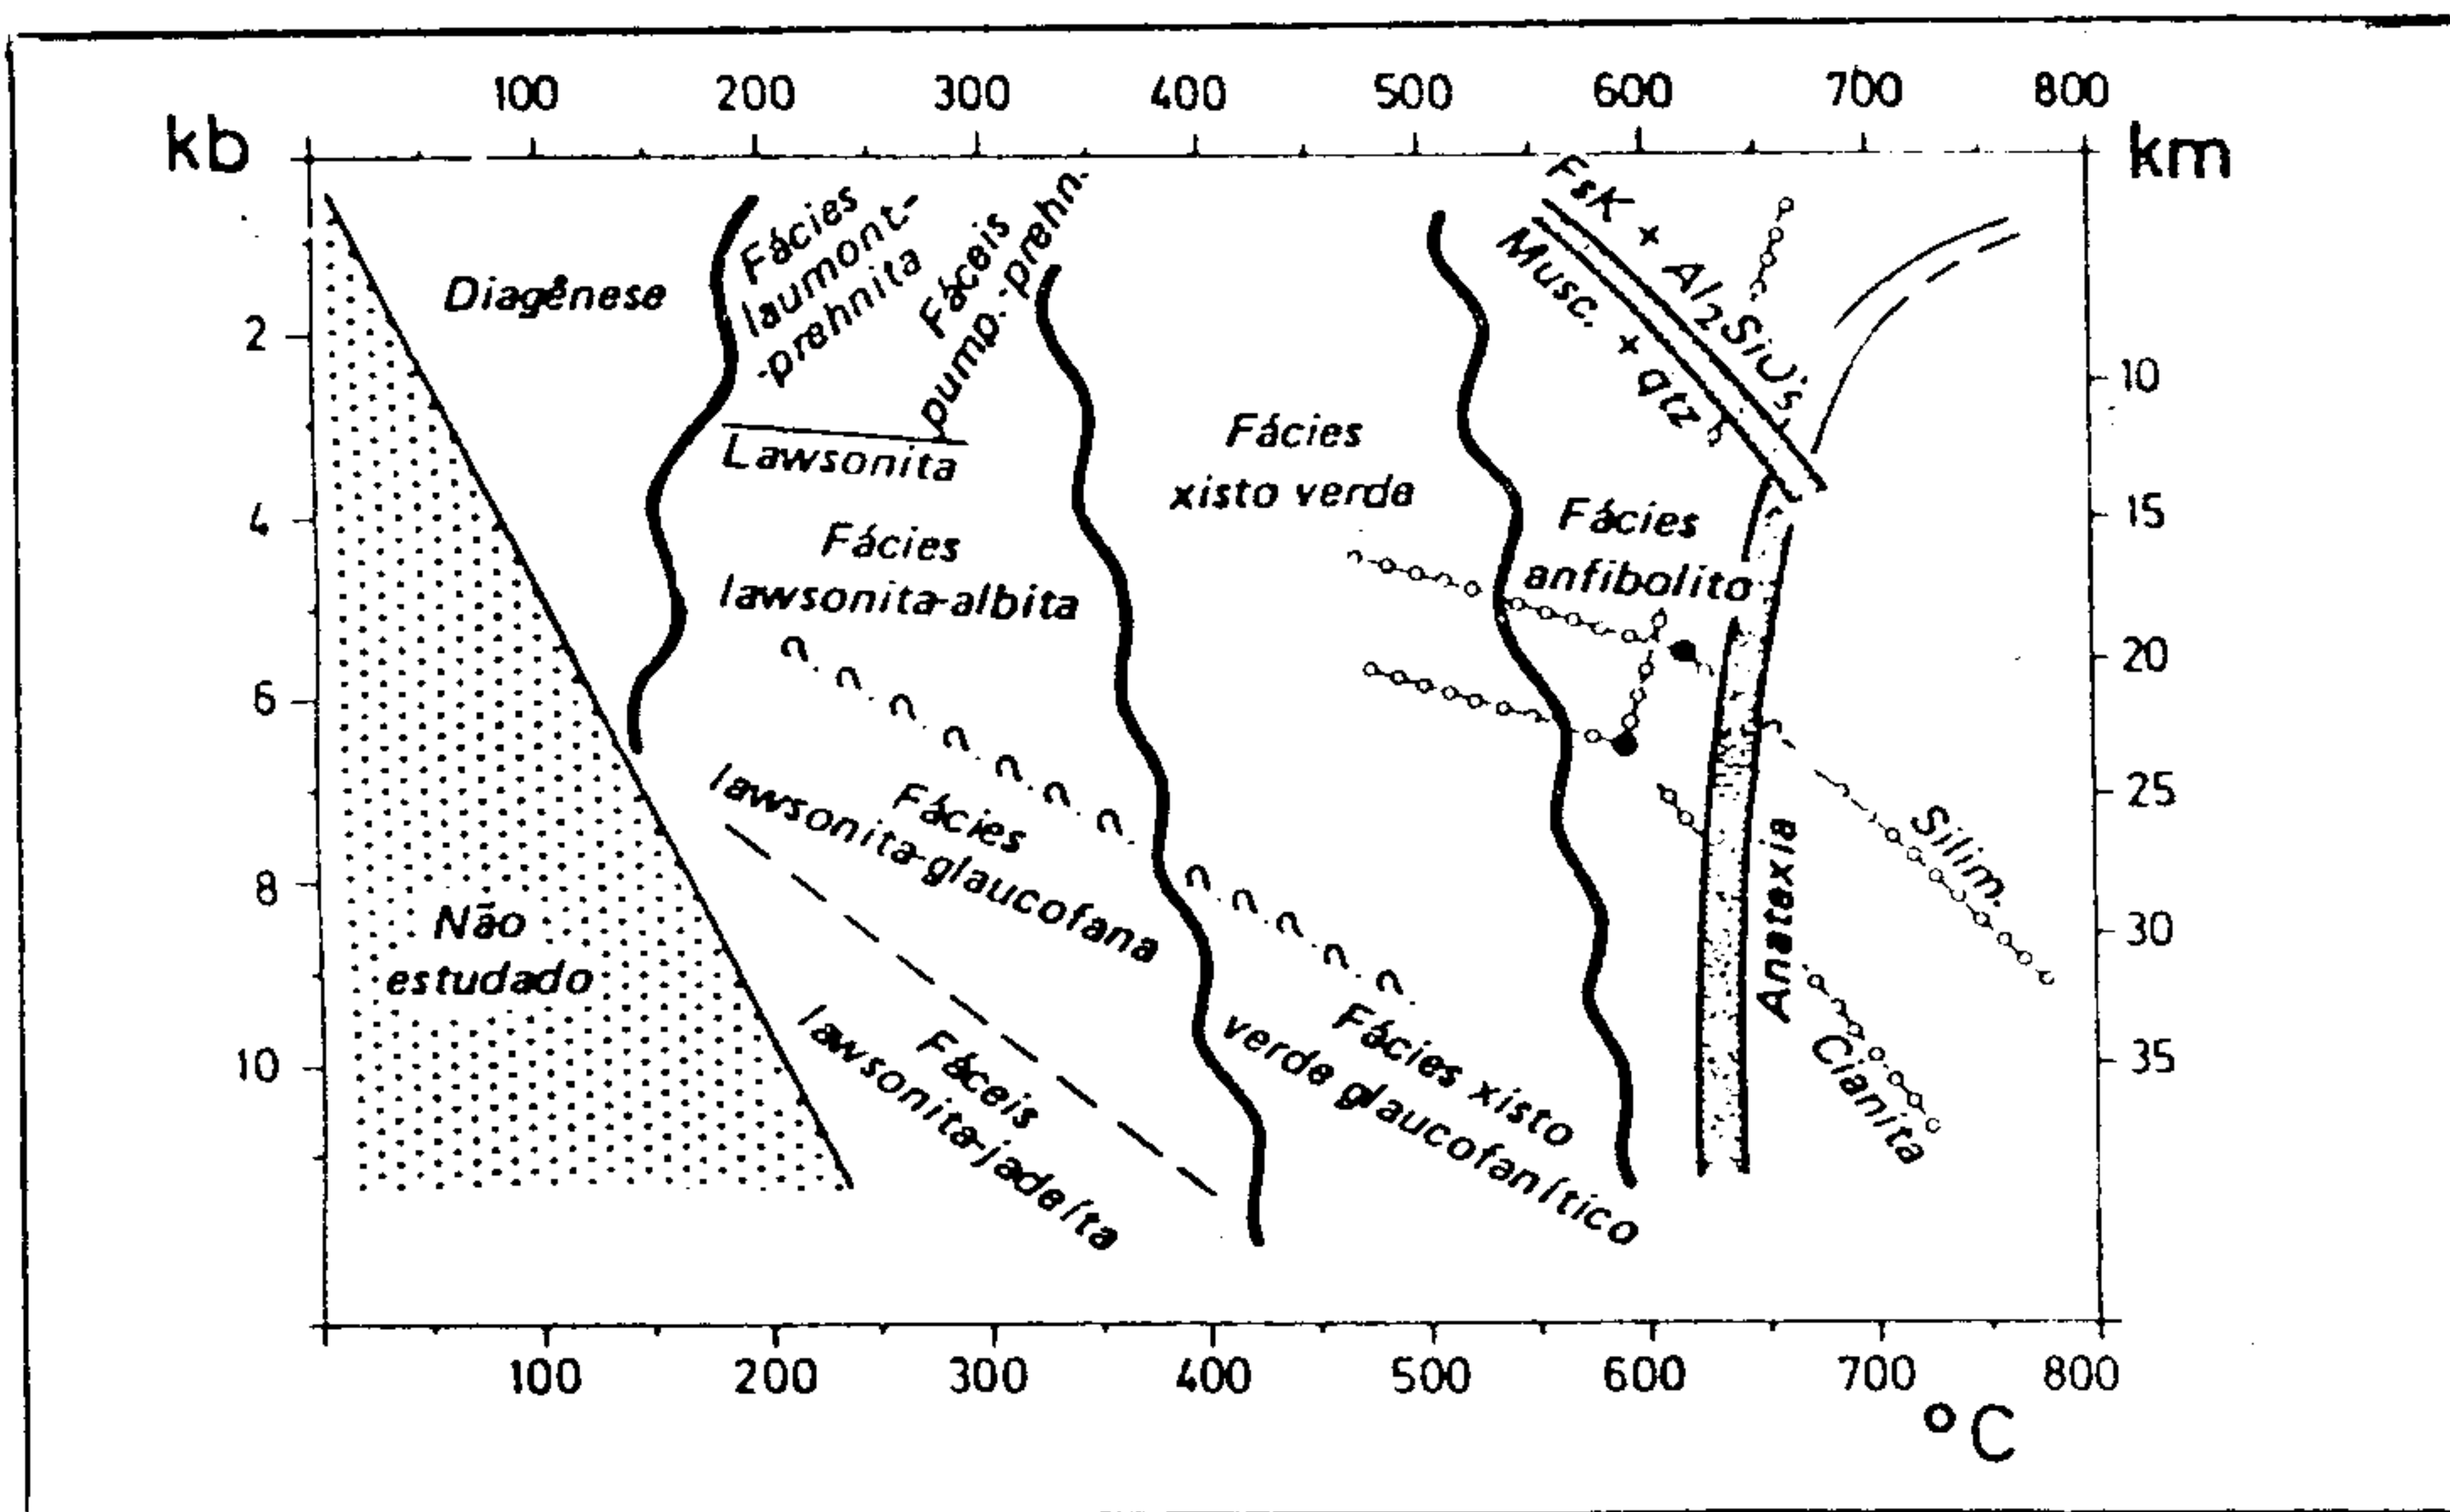 100 200 300 400 500 600 700 800
kb
km
Diagênese
Fácies
laumont-
-prehnita
Fáceis
pump.-prehn.
FsK x Al2SiO5
Musc. x qtz
2
10
Lawsonita
Fácies
xisto verde
4
15
Fácies
lawsonita-albita
Fácies
anfibolito
20
6
25
Fácies
lawsonita-glaucofana
Silim.
Anatexia
8
30
Não
estudado
10
35
Fáceis
lawsonita-jadeíta
Fácies xisto
verde glaucofanítico
Cianita
100 200 300 400 500 600 700 800
°C